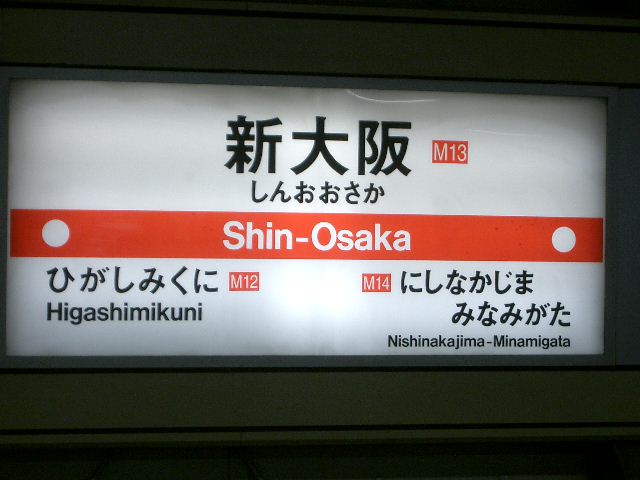 新大阪 M13
しんおおさか
Shin-Osaka
ひがしみくに M12
Higashimikuni
M14 にしなかじま
みなみがた
Nishinakajima-Minamigata